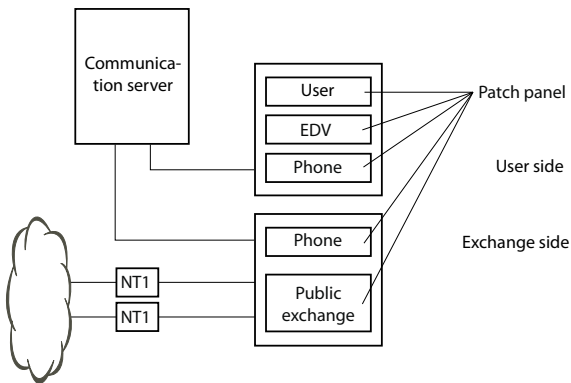 Communica-
tion server
User
EDV
Phone
Patch panel
User side
Phone
Exchange side
Public
exchange
NT1
NT1